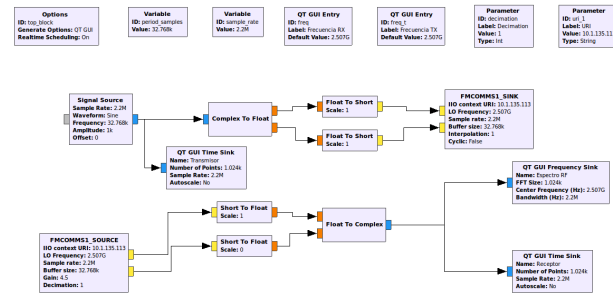 Options
ID: top_block
Generate Options: QT GUI
Realtime Scheduling: On
Variable
ID: period_samples
Value: 32.768k
Variable
ID: sample_rate
Value: 2.2M
QT GUI Entry
ID: freq
Label: Frecuencia RX
Default Value: 2.507G
QT GUI Entry
ID: freq_t
Label: Frecuencia TX
Default Value: 2.507G
Parameter
ID: decimation
Label: Decimation
Value: 1
Type: Int
Parameter
ID: uri_1
Label: URI
Value: 10.1.135.113
Type: String
Signal Source
Sample Rate: 2.2M
Waveform: Sine
Frequency: 32.768k
Amplitude: 1k
Offset: 0
Complex To Float
Float To Short
Scale: 1
Float To Short
Scale: 1
FMCOMMS1_SINK
IIO context URI: 10.1.135.113
LO Frequency: 2.507G
Sample rate: 2.2M
Buffer size: 32.768k
Interpolation: 1
Cyclic: False
QT GUI Time Sink
Name: Transmisor
Number of Points: 1.024k
Sample Rate: 2.2M
Autoscale: No
QT GUI Frequency Sink
Name: Espectro RF
FFT Size: 1.024k
Center Frequency (Hz): 2.507G
Bandwidth (Hz): 2.2M
Short To Float
Scale: 1
Short To Float
Scale: 0
Float To Complex
FMCOMMS1_SOURCE
IIO context URI: 10.1.135.113
LO Frequency: 2.507G
Sample rate: 2.2M
Buffer size: 32.768k
Gain: 4.5
Decimation: 1
QT GUI Time Sink
Name: Receptor
Number of Points: 1.024k
Sample Rate: 2.2M
Autoscale: No